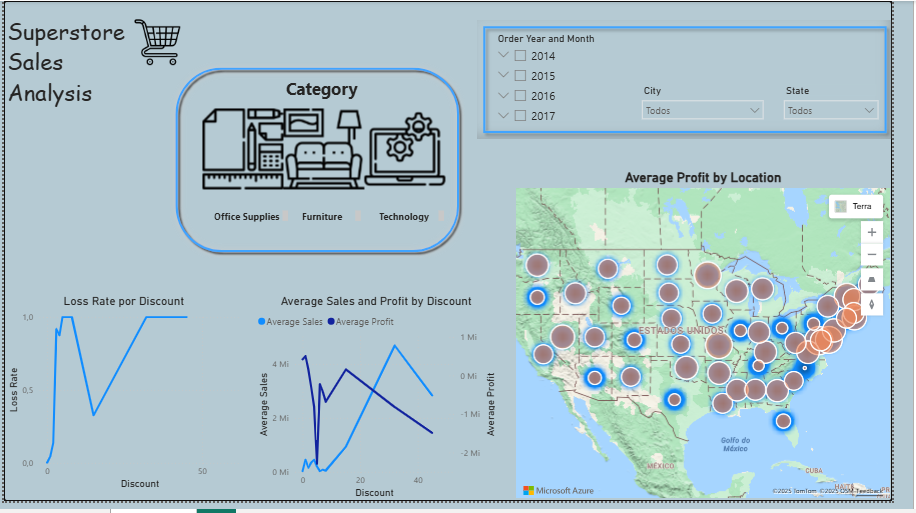 Superstore
Sales
Analysis
Category
Office Supplies
Furniture
Technology
Order Year and Month
2014
2015
2016
2017
City
Todos
State
Todos
Loss Rate por Discount
1,0
0,5
0,0
Loss Rate
0
50
Discount
Average Sales and Profit by Discount
Average Sales
Average Profit
4 Mi
2 Mi
0 Mi
Average Sales
1 Mi
0 Mi
-1 Mi
-2 Mi
Average Profit
0
20
40
Discount
Average Profit by Location
Terra
+
−
ESTADOS UNIDOS
Golfo do
México
MÉXICO
CUBA
HAITI
PR
Microsoft Azure
©2025 TomTom ©2025 OSM Feedback